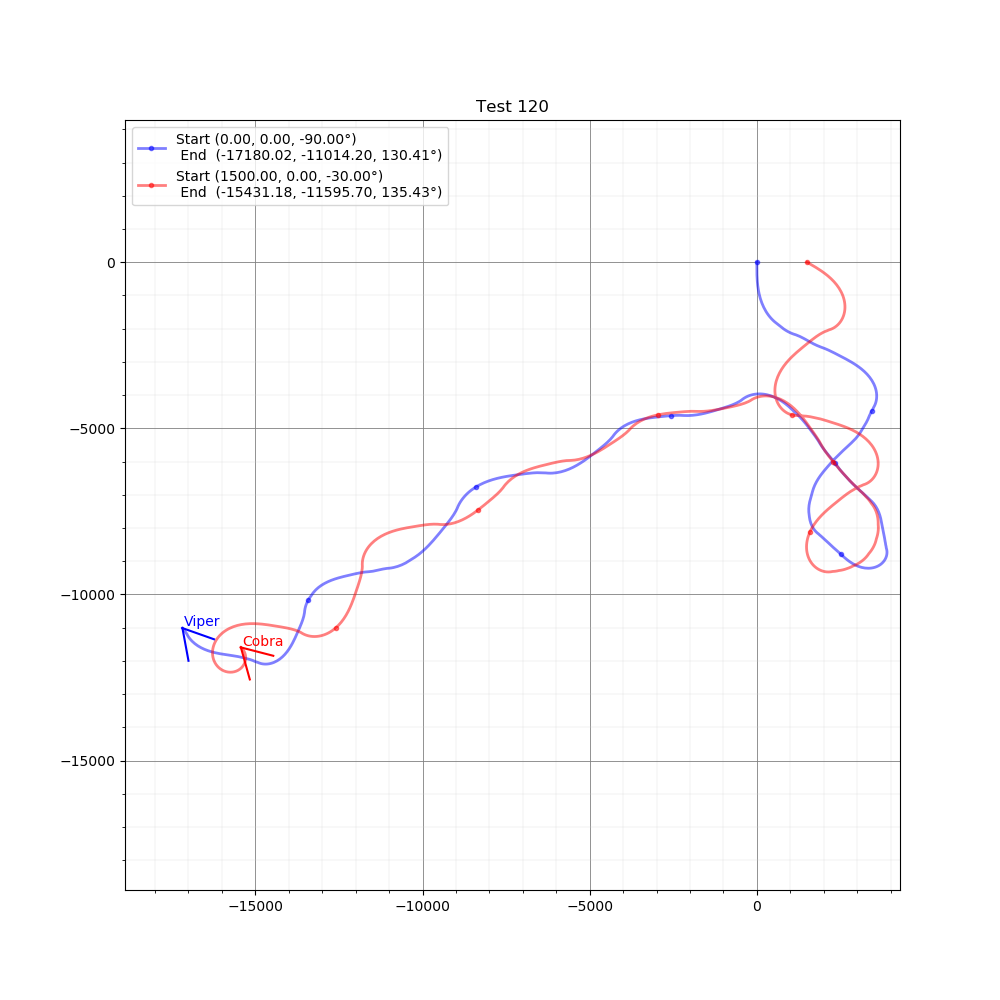 Test 120
Start (0.00, 0.00, -90.00°)
End (-17180.02, -11014.20, 130.41°)
Start (1500.00, 0.00, -30.00°)
End (-15431.18, -11595.70, 135.43°)
0
−5000
−10000
−15000
Viper
Cobra
−15000
−10000
−5000
0